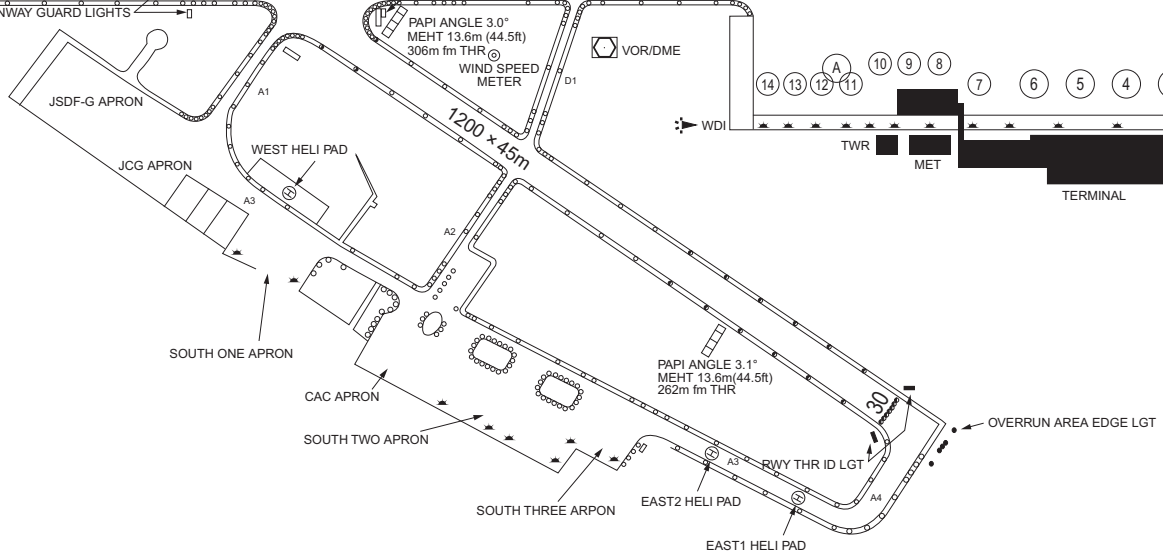 NWAY GUARD LIGHTS
PAPI ANGLE 3.0°
MEHT 13.6m (44.5ft)
306m fm THR
WIND SPEED
METER
VOR/DME
D1
A1
JSDF-G APRON
1200 × 45m
WDI
A
10
9
8
14
13
12
11
7
6
5
4
TWR
MET
TERMINAL
WEST HELI PAD
JCG APRON
A3
A2
SOUTH ONE APRON
PAPI ANGLE 3.1°
MEHT 13.6m(44.5ft)
262m fm THR
CAC APRON
30
OVERRUN AREA EDGE LGT
SOUTH TWO APRON
RWY THR ID LGT
A3
A4
SOUTH THREE ARPON
EAST2 HELI PAD
EAST1 HELI PAD
H
H
H